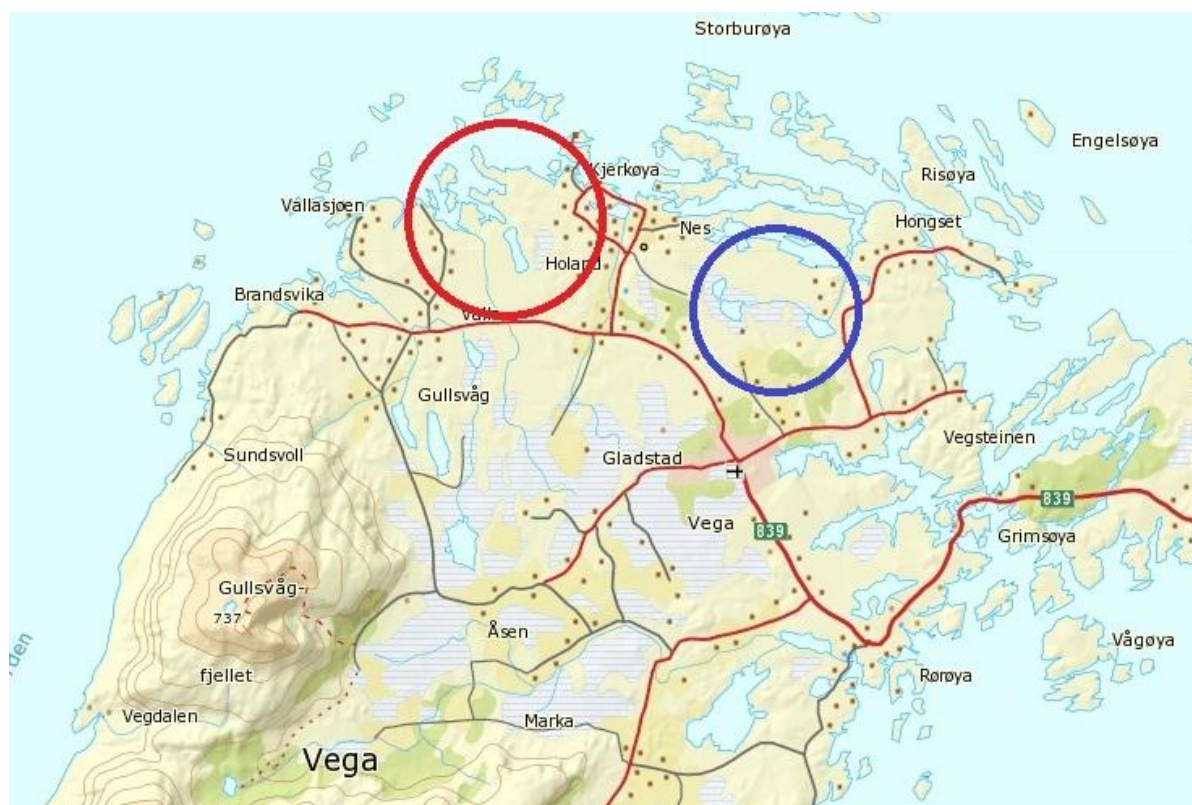 Storburøya
Engelsøya
Kjerkøya
Risøya
Vallasjøen
Hongset
Nes
Holand
Brandsvika
Gullsvåg
Vegsteinen
Sundsvoll
Gladstad
839
Vega
839
Grimsøya
Gullsvåg-
737
fjellet
Åsen
Vågøya
Rørøya
Vegdalen
Marka
Vega